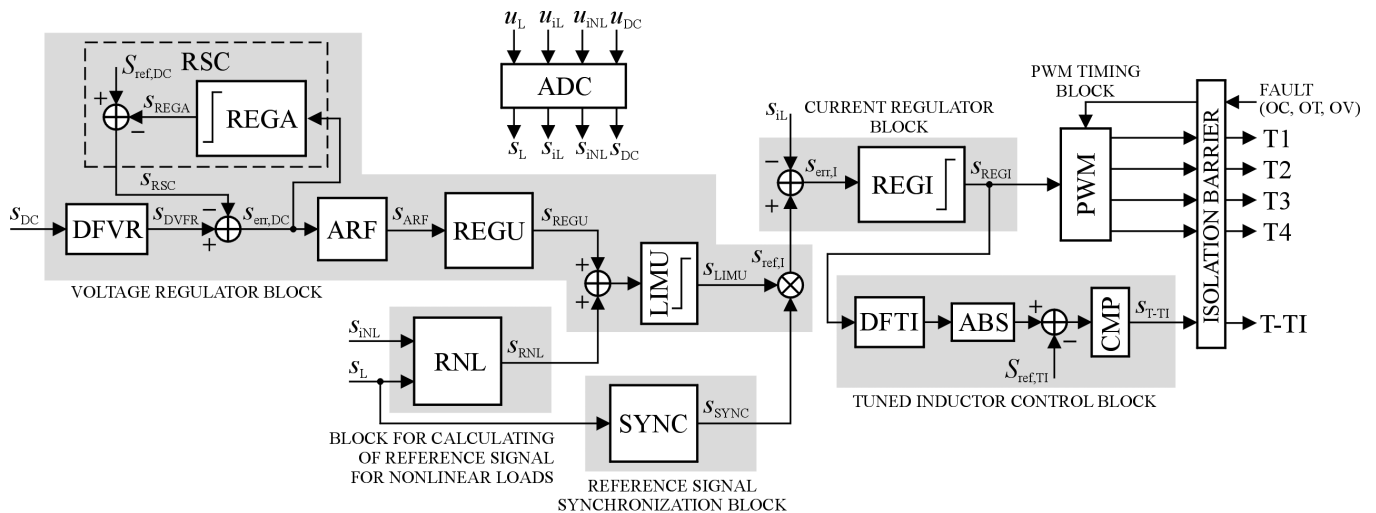 u_L u_iL u_iNL u_DC
ADC
s_L s_iL s_iNL s_DC
RSC
S_ref,DC
+
−
s_REGA
REGA
s_RSC
s_DC
DFVR
s_DVFR
−
+
s_err,DC
ARF
s_ARF
REGU
s_REGU
+
+
LIMU
s_LIMU
s_ref,I
VOLTAGE REGULATOR BLOCK
s_iNL
s_L
RNL
s_RNL
BLOCK FOR CALCULATING
OF REFERENCE SIGNAL
FOR NONLINEAR LOADS
SYNC
s_SYNC
REFERENCE SIGNAL
SYNCHRONIZATION BLOCK
s_iL
CURRENT REGULATOR
BLOCK
−
+
s_err,I
REGI
s_REGI
PWM TIMING
BLOCK
PWM
ISOLATION BARRIER
FAULT
(OC, OT, OV)
T1
T2
T3
T4
T-TI
DFTI
ABS
+
−
S_ref,TI
CMP
s_T-TI
TUNED INDUCTOR CONTROL BLOCK